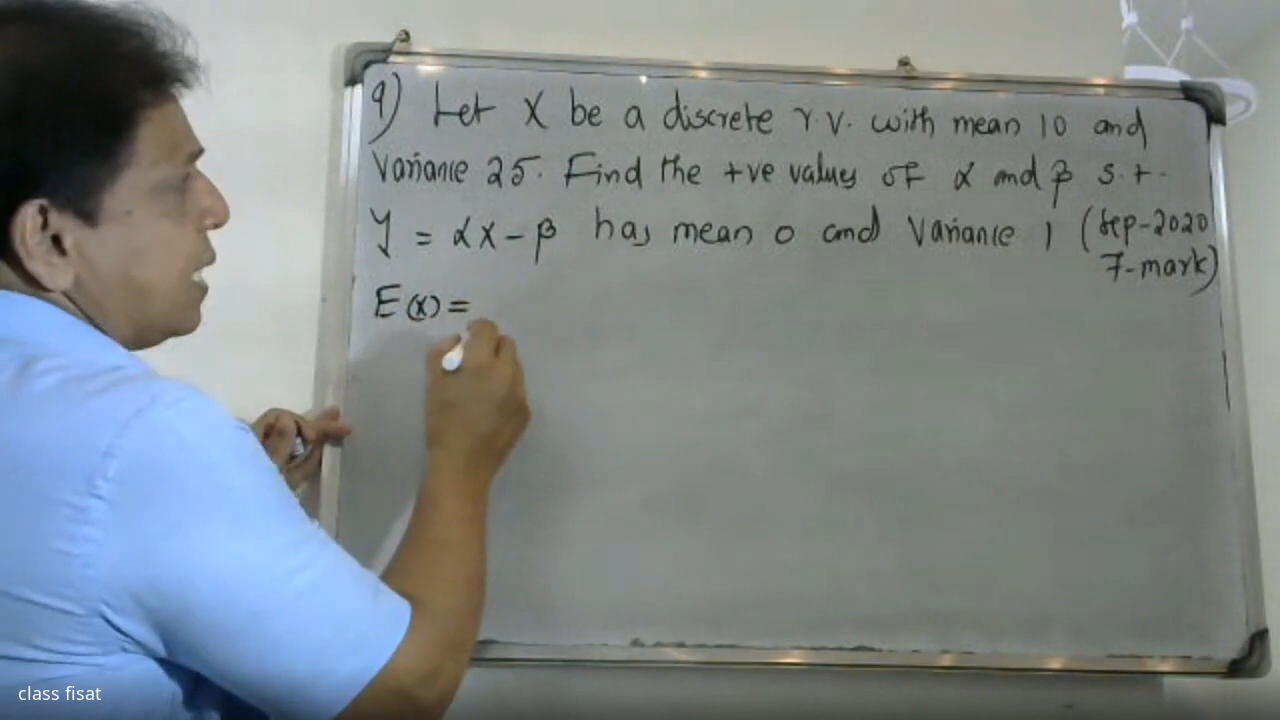 9) Let X be a discrete r.v. with mean 10 and
Variance 25. Find the +ve values of α and β s.t.
Y = αX - β has mean 0 and Variance 1 (Sep-2020
7-mark)
E(X) =
class fisat